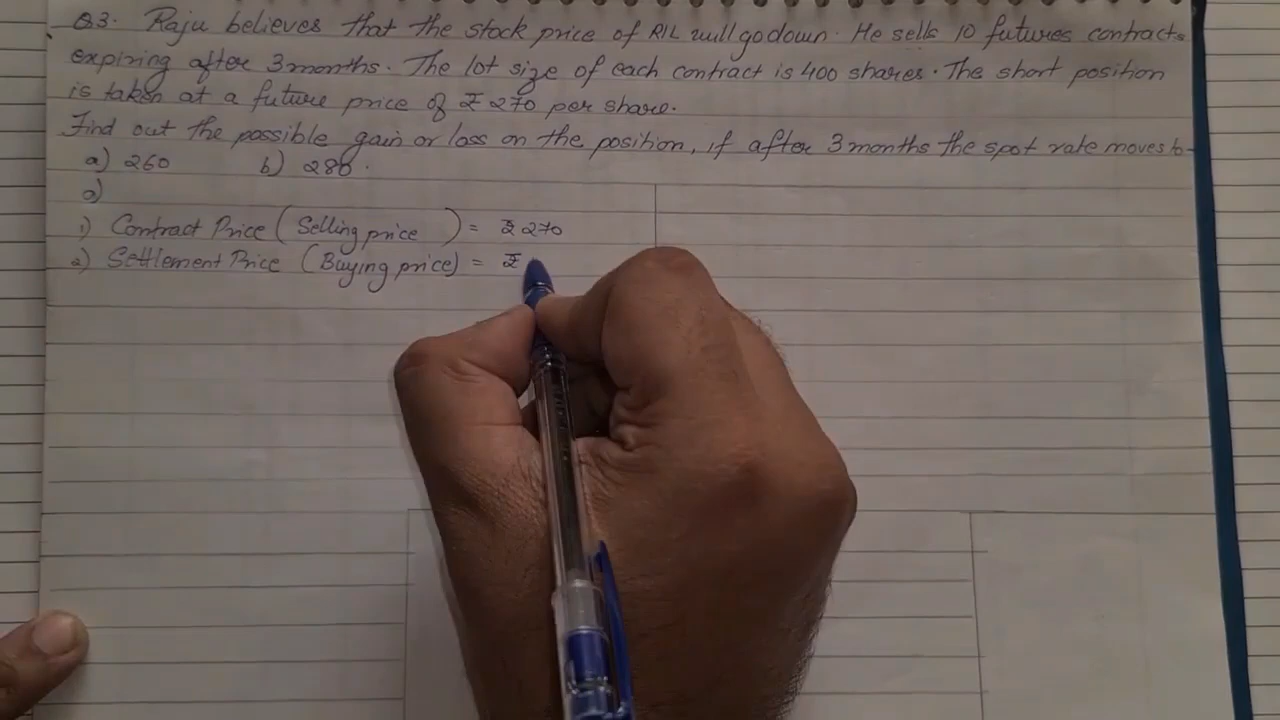 Q3. Raju believes that the stock price of RIL will go down. He sells 10 futures contracts
expiring after 3 months. The lot size of each contract is 400 shares. The short position
is taken at a future price of ₹ 270 per share.
Find out the possible gain or loss on the position, if after 3 months the spot rate moves to-
a) 260 b) 280.
a)
1) Contract Price (Selling price ) = ₹ 270
2) Settlement Price (Buying price) = ₹